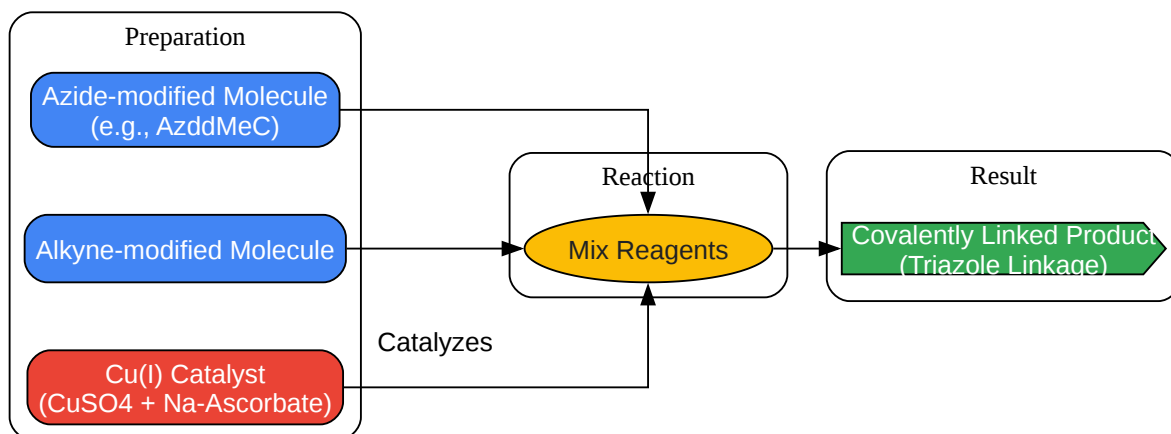 Preparation
Azide-modified Molecule
(e.g., AzddMeC)
Alkyne-modified Molecule
Cu(I) Catalyst
(CuSO4 + Na-Ascorbate)
Catalyzes
Reaction
Mix Reagents
Result
Covalently Linked Product
(Triazole Linkage)